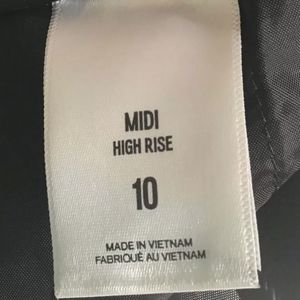 MIDI
HIGH RISE
10
MADE IN VIETNAM
FABRIQUÉ AU VIETNAM